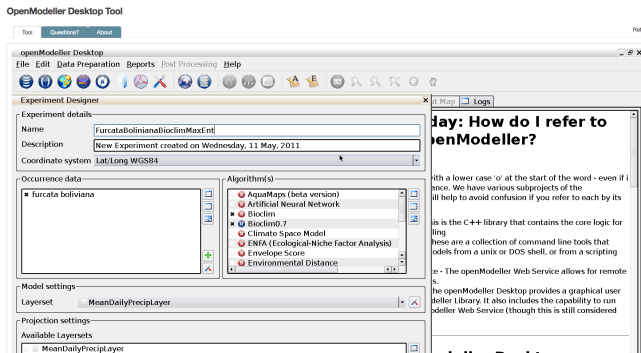 OpenModeller Desktop Tool
Tool Questions? About
Ref
openModeller Desktop
File Edit Data Preparation Reports Post Processing Help
Experiment Designer
ut Map Logs
Experiment details
Name FurcataBolinianaBioclimMaxEnt
Description New Experiment created on Wednesday, 11 May, 2011
Coordinate system Lat/Long WGS84
Occurrence data
furcata boliviana
Algorithm(s)
AquaMaps (beta version)
Artificial Neural Network
Bioclim
Bioclim0.7
Climate Space Model
ENFA (Ecological-Niche Factor Analysis)
Envelope Score
Environmental Distance
Model settings
Layerset MeanDailyPrecipLayer
Projection settings
Available Layersets
MeanDailyPrecipLayer
day: How do I refer to
penModeller?
ith a lower case 'o' at the start of the word - even if i
ance. We have various subprojects of the
ill help to avoid confusion if you refer to each by its
is is the C++ library that contains the core logic for
ling
hese are a collection of command line tools that
odels from a unix or DOS shell, or from a scripting
ce - The openModeller Web Service allows for remote
s.
he openModeller Desktop provides a graphical user
deller Library. It also includes the capability to run
odeller Web Service (though this is still considered